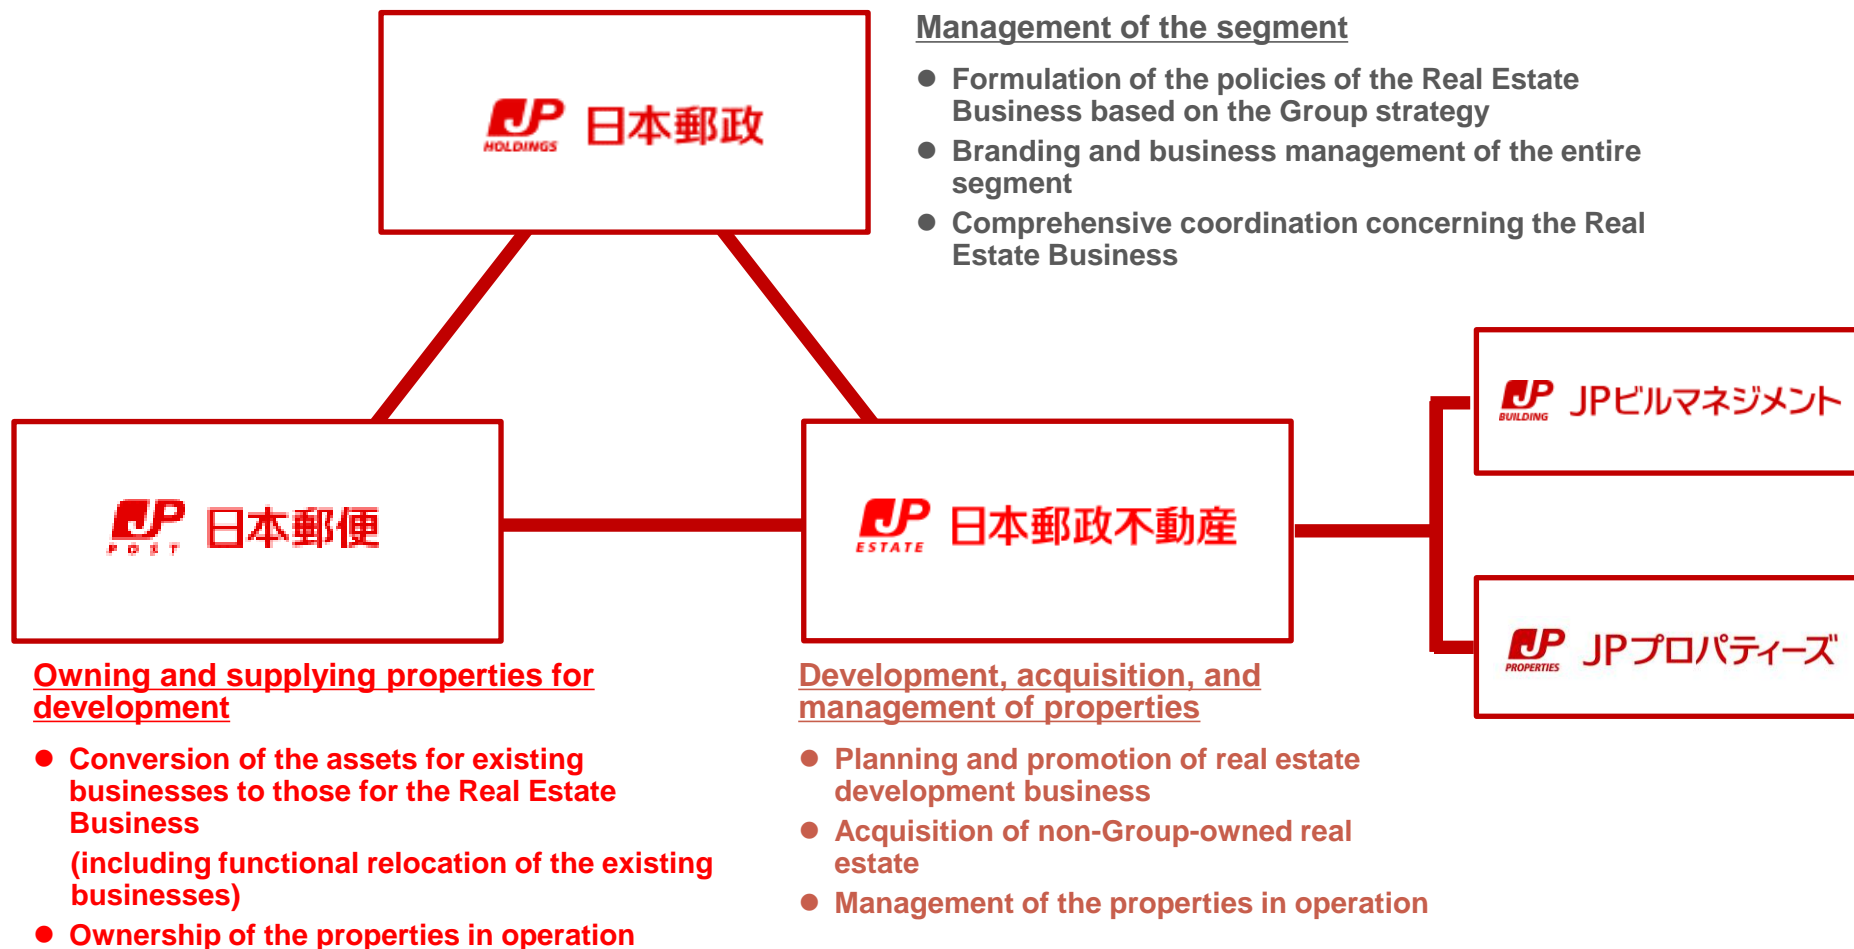 JP
HOLDINGS
日本郵政
Management of the segment
● Formulation of the policies of the Real Estate
Business based on the Group strategy
● Branding and business management of the entire
segment
● Comprehensive coordination concerning the Real
Estate Business
JP
POST
日本郵便
JP
ESTATE
日本郵政不動産
JP
BUILDING
JPビルマネジメント
JP
PROPERTIES
JPプロパティーズ
Owning and supplying properties for
development
● Conversion of the assets for existing
businesses to those for the Real Estate
Business
(including functional relocation of the existing
businesses)
● Ownership of the properties in operation
Development, acquisition, and
management of properties
● Planning and promotion of real estate
development business
● Acquisition of non-Group-owned real
estate
● Management of the properties in operation